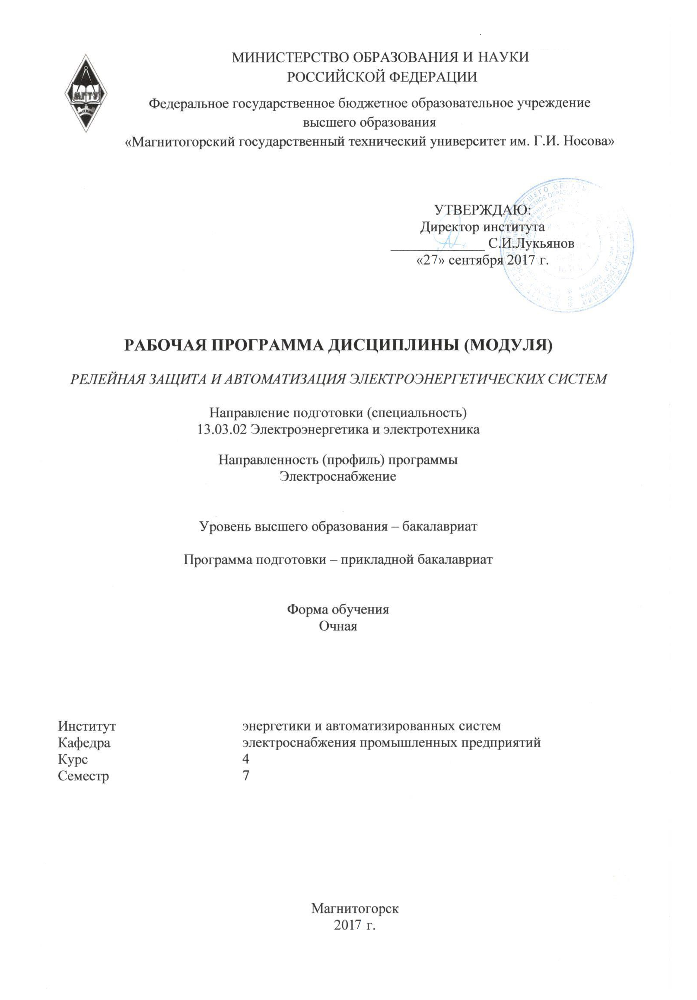 МИНИСТЕРСТВО ОБРАЗОВАНИЯ И НАУКИ
РОССИЙСКОЙ ФЕДЕРАЦИИ
Федеральное государственное бюджетное образовательное учреждение
высшего образования
«Магнитогорский государственный технический университет им. Г.И. Носова»
МГТУ
УТВЕРЖДАЮ:
Директор института
_____________ С.И.Лукьянов
«27» сентября 2017 г.
РАБОЧАЯ ПРОГРАММА ДИСЦИПЛИНЫ (МОДУЛЯ)
РЕЛЕЙНАЯ ЗАЩИТА И АВТОМАТИЗАЦИЯ ЭЛЕКТРОЭНЕРГЕТИЧЕСКИХ СИСТЕМ
Направление подготовки (специальность)
13.03.02 Электроэнергетика и электротехника
Направленность (профиль) программы
Электроснабжение
Уровень высшего образования – бакалавриат
Программа подготовки – прикладной бакалавриат
Форма обучения
Очная
Институт энергетики и автоматизированных систем
Кафедра электроснабжения промышленных предприятий
Курс 4
Семестр 7
Магнитогорск
2017 г.